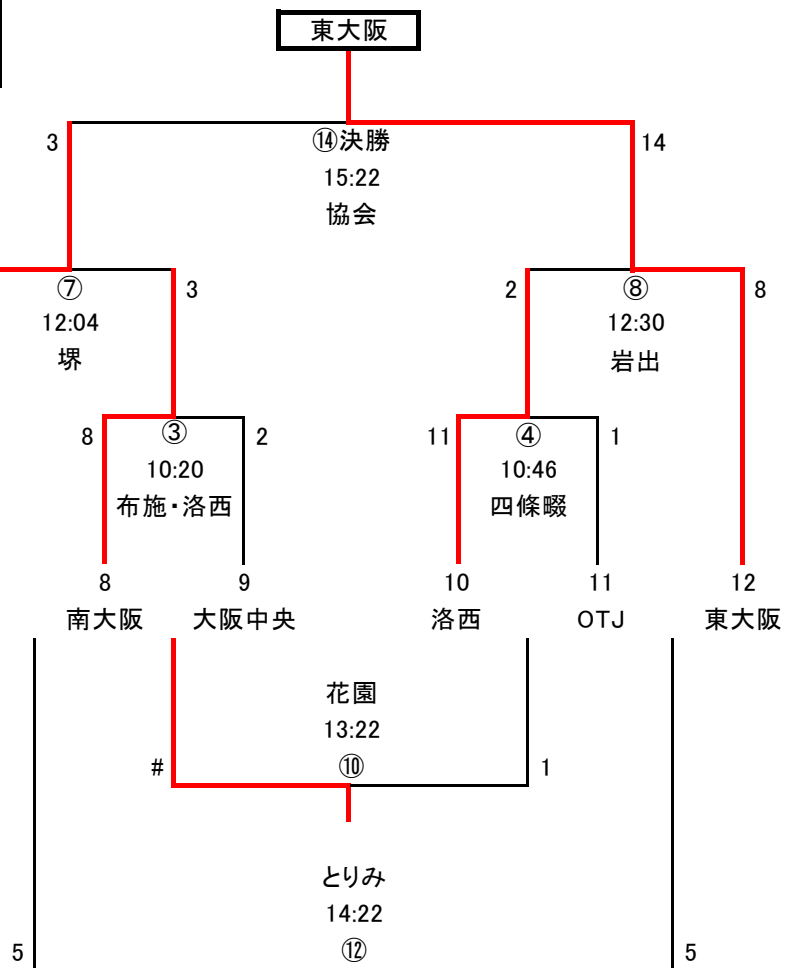 東大阪
3
⑭決勝
14
15:22
協会
⑦
3
2
⑧
8
12:04
12:30
堺
岩出
8
③
2
11
④
1
10:20
10:46
布施・洛西
四條畷
8
9
10
11
12
南大阪
大阪中央
洛西
OTJ
東大阪
花園
13:22
#
⑩
1
とりみ
14:22
5
⑫
5